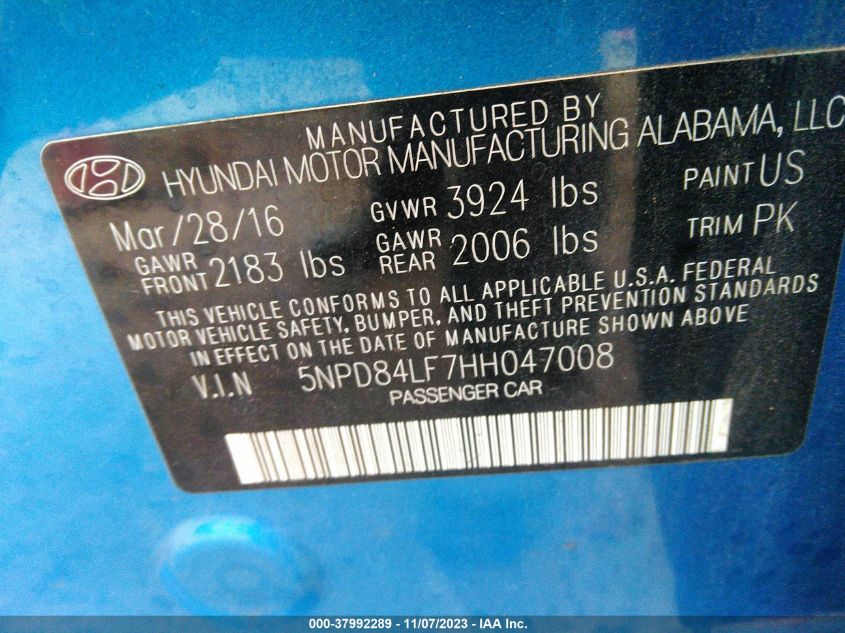 MANUFACTURED BY
HYUNDAI MOTOR MANUFACTURING ALABAMA, LLC
Mar/28/16 GVWR 3924 lbs PAINT US
GAWR FRONT 2183 lbs GAWR REAR 2006 lbs TRIM PK
THIS VEHICLE CONFORMS TO ALL APPLICABLE U.S.A. FEDERAL
MOTOR VEHICLE SAFETY, BUMPER, AND THEFT PREVENTION STANDARDS
IN EFFECT ON THE DATE OF MANUFACTURE SHOWN ABOVE
V.I.N 5NPD84LF7HH047008
PASSENGER CAR
000-37992289 - 11/07/2023 - IAA Inc.